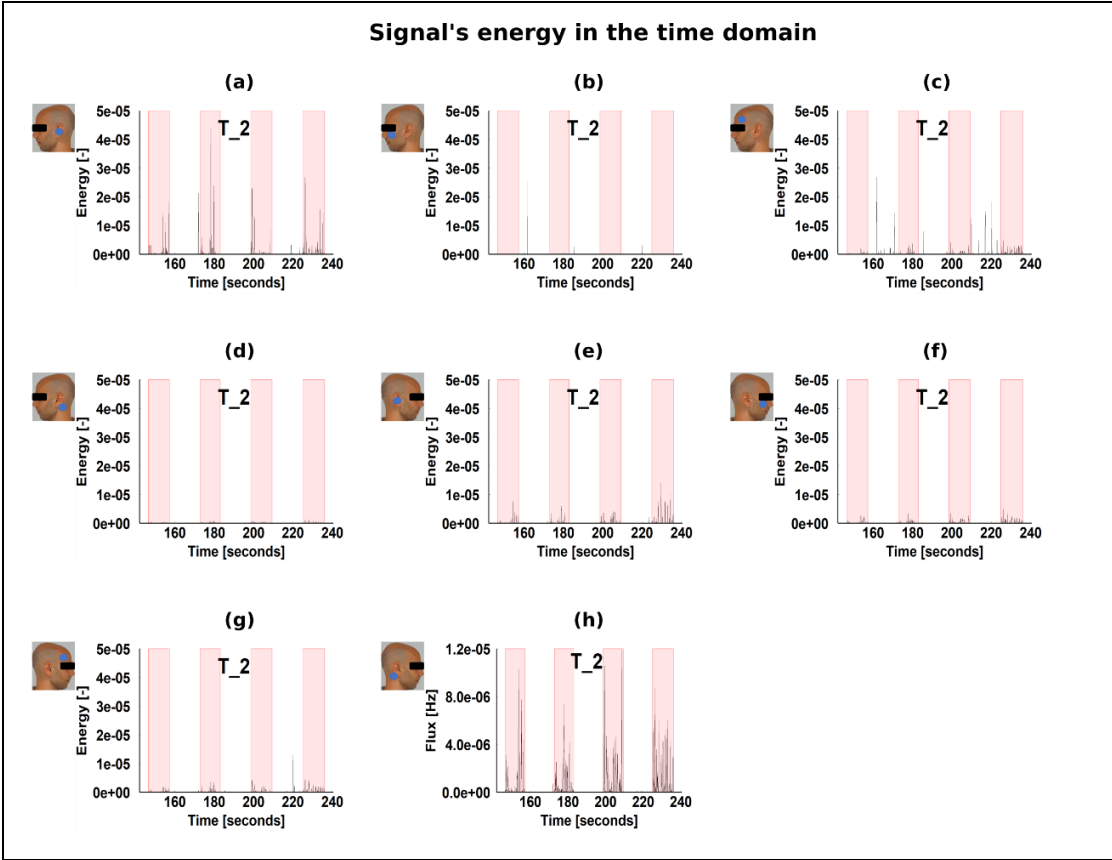 Signal's energy in the time domain
(a)
Energy [-]
5e-05
4e-05
3e-05
2e-05
1e-05
0e+00
T_2
160 180 200 220 240
Time [seconds]
(b)
Energy [-]
5e-05
4e-05
3e-05
2e-05
1e-05
0e+00
T_2
160 180 200 220 240
Time [seconds]
(c)
Energy [-]
5e-05
4e-05
3e-05
2e-05
1e-05
0e+00
T_2
160 180 200 220 240
Time [seconds]
(d)
Energy [-]
5e-05
4e-05
3e-05
2e-05
1e-05
0e+00
T_2
160 180 200 220 240
Time [seconds]
(e)
Energy [-]
5e-05
4e-05
3e-05
2e-05
1e-05
0e+00
T_2
160 180 200 220 240
Time [seconds]
(f)
Energy [-]
5e-05
4e-05
3e-05
2e-05
1e-05
0e+00
T_2
160 180 200 220 240
Time [seconds]
(g)
Energy [-]
5e-05
4e-05
3e-05
2e-05
1e-05
0e+00
T_2
160 180 200 220 240
Time [seconds]
(h)
Flux [Hz]
1.2e-05
8.0e-06
4.0e-06
0.0e+00
T_2
160 180 200 220 240
Time [seconds]